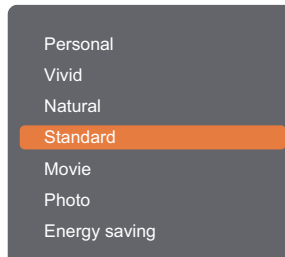 Personal
Vivid
Natural
Standard
Movie
Photo
Energy saving